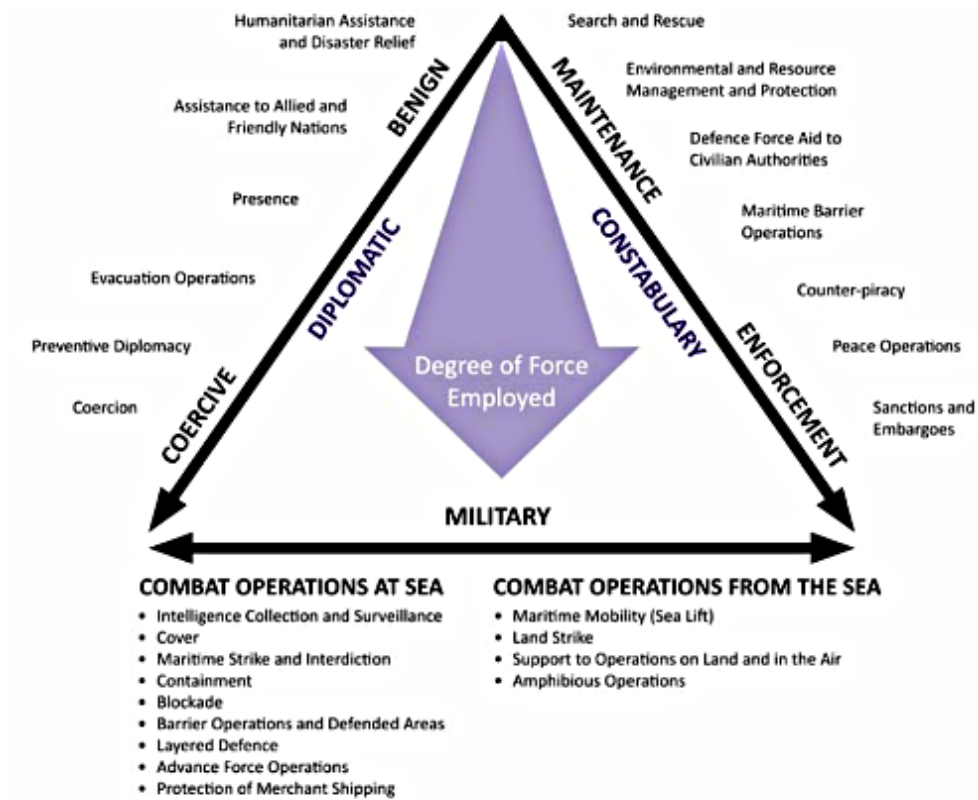 Humanitarian Assistance
and Disaster Relief
Search and Rescue
BENIGN
MAINTENANCE
Environmental and Resource
Management and Protection
Assistance to Allied and
Friendly Nations
Defence Force Aid to
Civilian Authorities
Presence
Maritime Barrier
Operations
DIPLOMATIC
CONSTABULARY
Evacuation Operations
Counter-piracy
Preventive Diplomacy
Peace Operations
Degree of Force
Employed
COERCIVE
ENFORCEMENT
Coercion
Sanctions and
Embargoes
MILITARY
COMBAT OPERATIONS AT SEA
• Intelligence Collection and Surveillance
• Cover
• Maritime Strike and Interdiction
• Containment
• Blockade
• Barrier Operations and Defended Areas
• Layered Defence
• Advance Force Operations
• Protection of Merchant Shipping
COMBAT OPERATIONS FROM THE SEA
• Maritime Mobility (Sea Lift)
• Land Strike
• Support to Operations on Land and in the Air
• Amphibious Operations